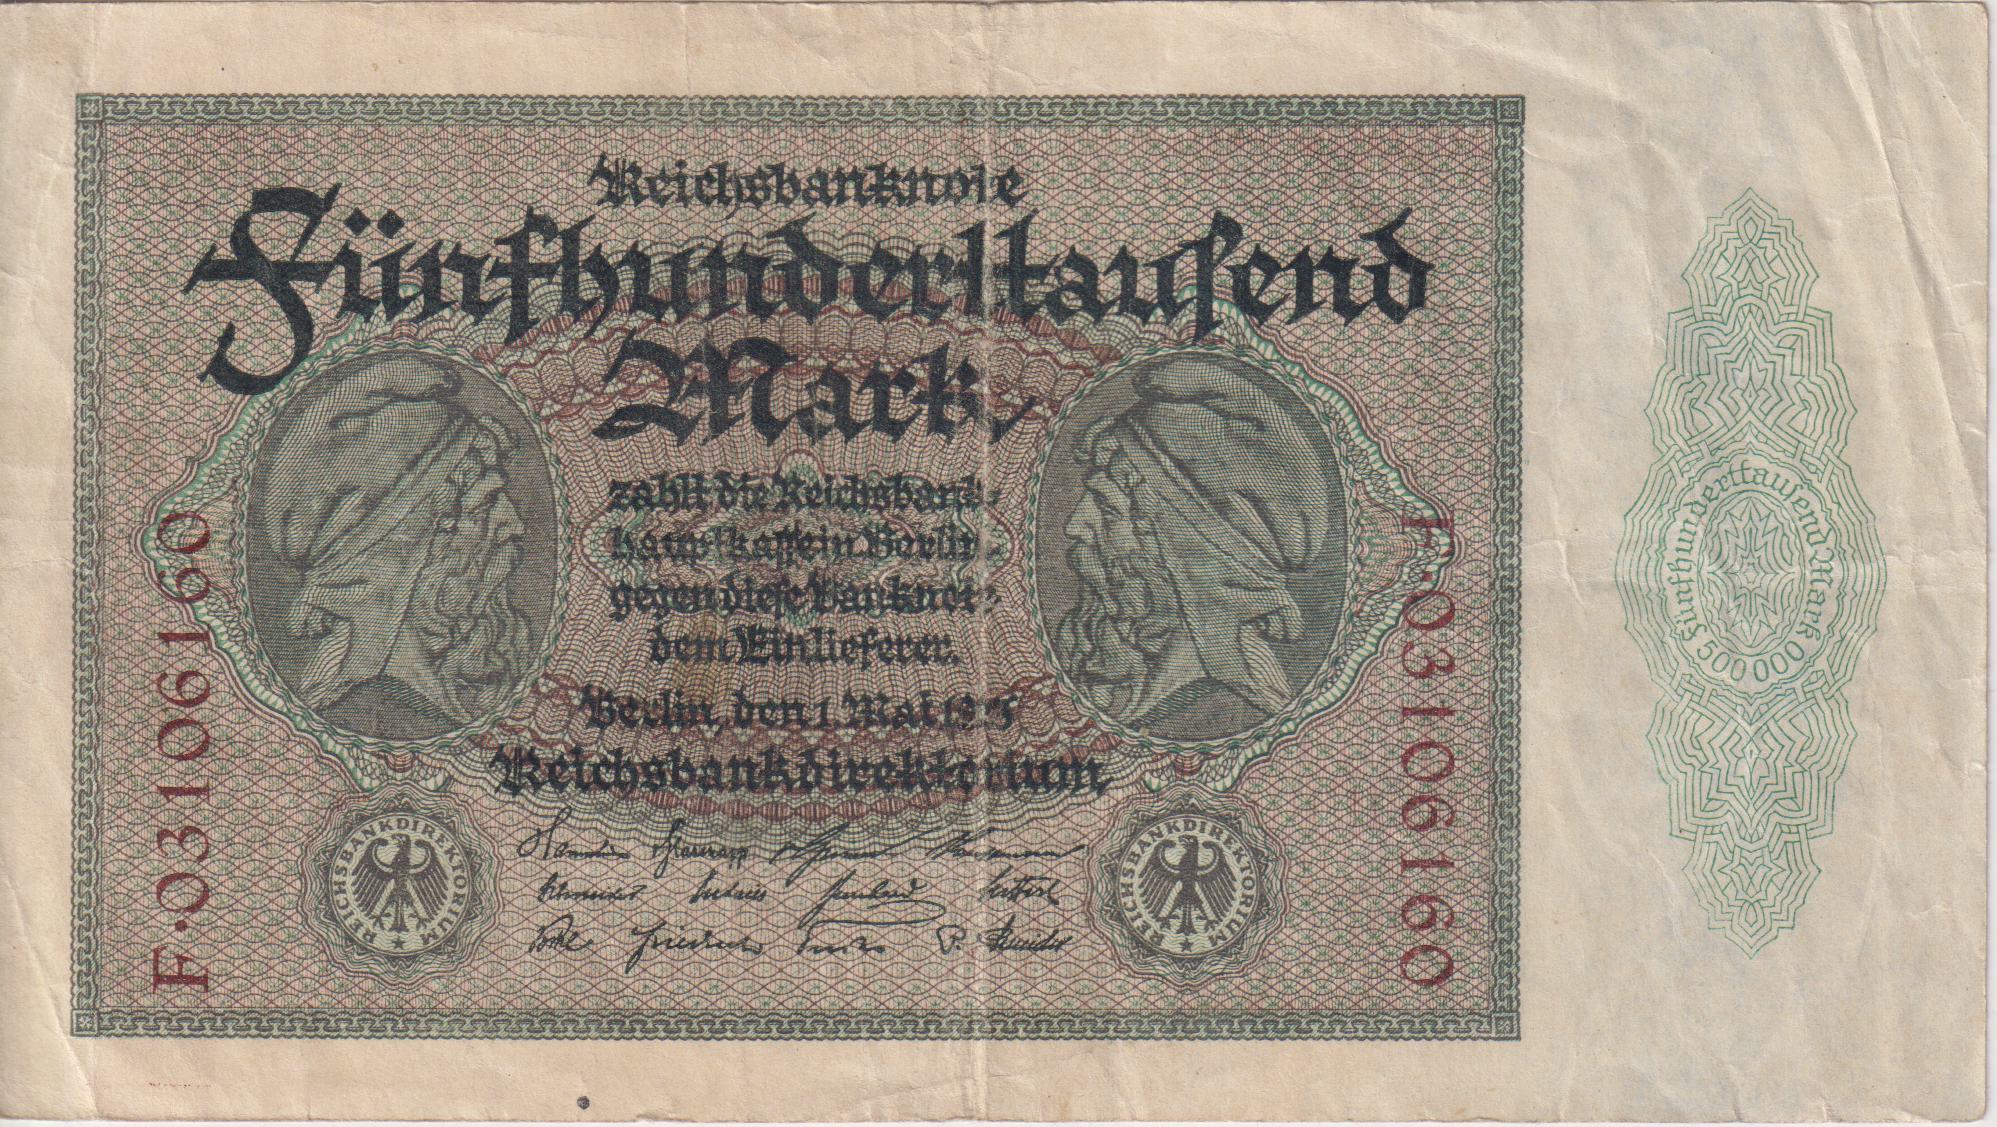 Reichsbanknote
Fünfhunderttausend
Mark
zahlt die Reichsbank-
hauptkasse in Berlin
gegen diese Banknote
dem Einlieferer.
Berlin, den 1. Mai 1923
Reichsbankdirektorium
REICHSBANKDIREKTORIUM
REICHSBANKDIREKTORIUM
F·03106160
F·03106160
Fünfhunderttausend Mark
500000